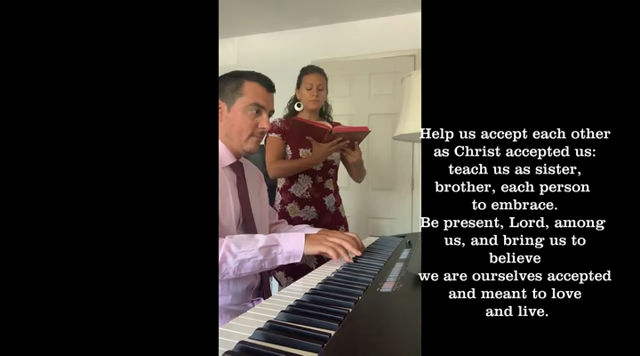 Help us accept each other
as Christ accepted us:
teach us as sister,
brother, each person
to embrace.
Be present, Lord, among
us, and bring us to
believe
we are ourselves accepted
and meant to love
and live.